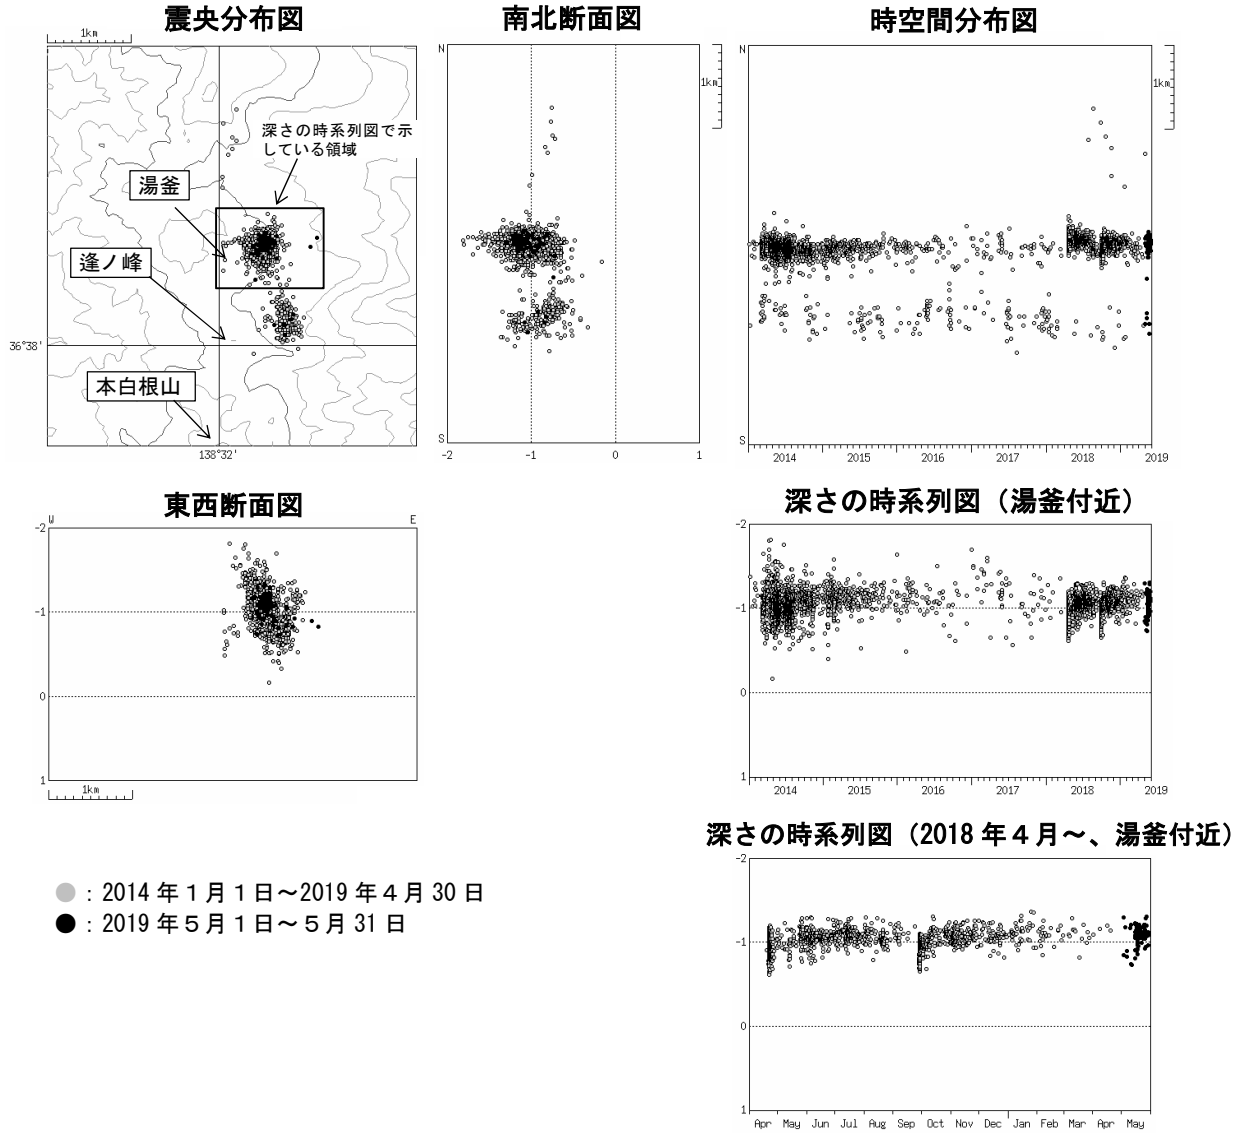 震央分布図
1km
深さの時系列図で示
している領域
湯釜
逢ノ峰
36°38'
本白根山
138°32'
南北断面図
N
1km
S
-2 -1 0 1
時空間分布図
N
1km
S
2014 2015 2016 2017 2018 2019
東西断面図
W E
-2
-1
0
1
1km
深さの時系列図（湯釜付近）
-2
-1
0
1
2014 2015 2016 2017 2018 2019
深さの時系列図（2018 年４月～、湯釜付近）
-2
-1
0
1
Apr May Jun Jul Aug Sep Oct Nov Dec Jan Feb Mar Apr May
●：2014 年１月１日～2019 年４月 30 日
●：2019 年５月１日～５月 31 日